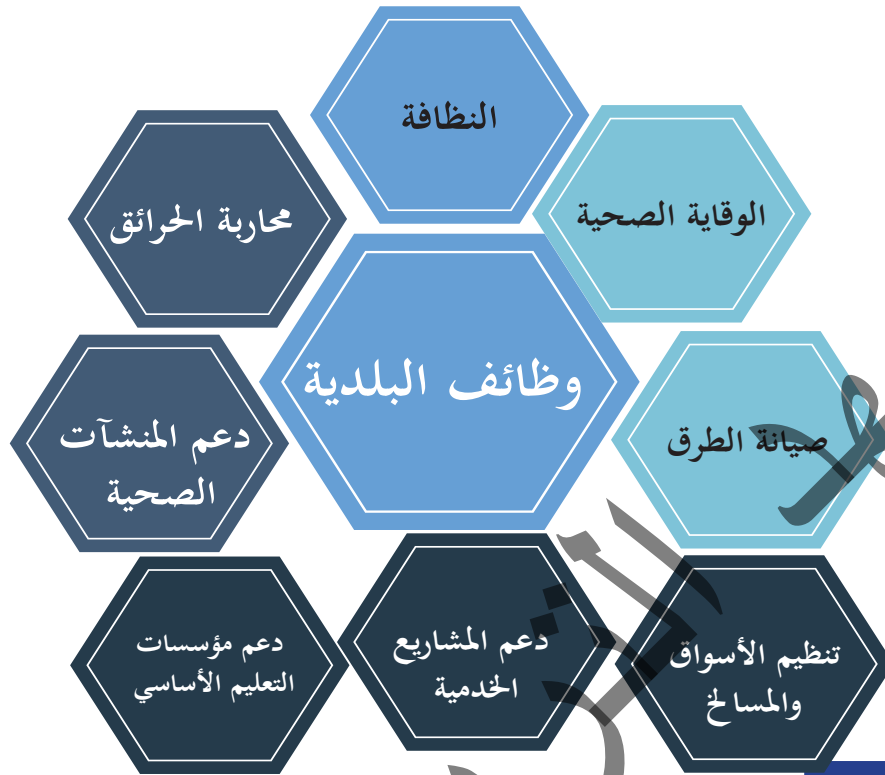 النظافة
الوقاية الصحية
محاربة الحرائق
وظائف البلدية
صيانة الطرق
دعم المنشآت
الصحية
تنظيم الأسواق
والمسالخ
دعم المشاريع
الخدمية
دعم مؤسسات
التعليم الأساسي